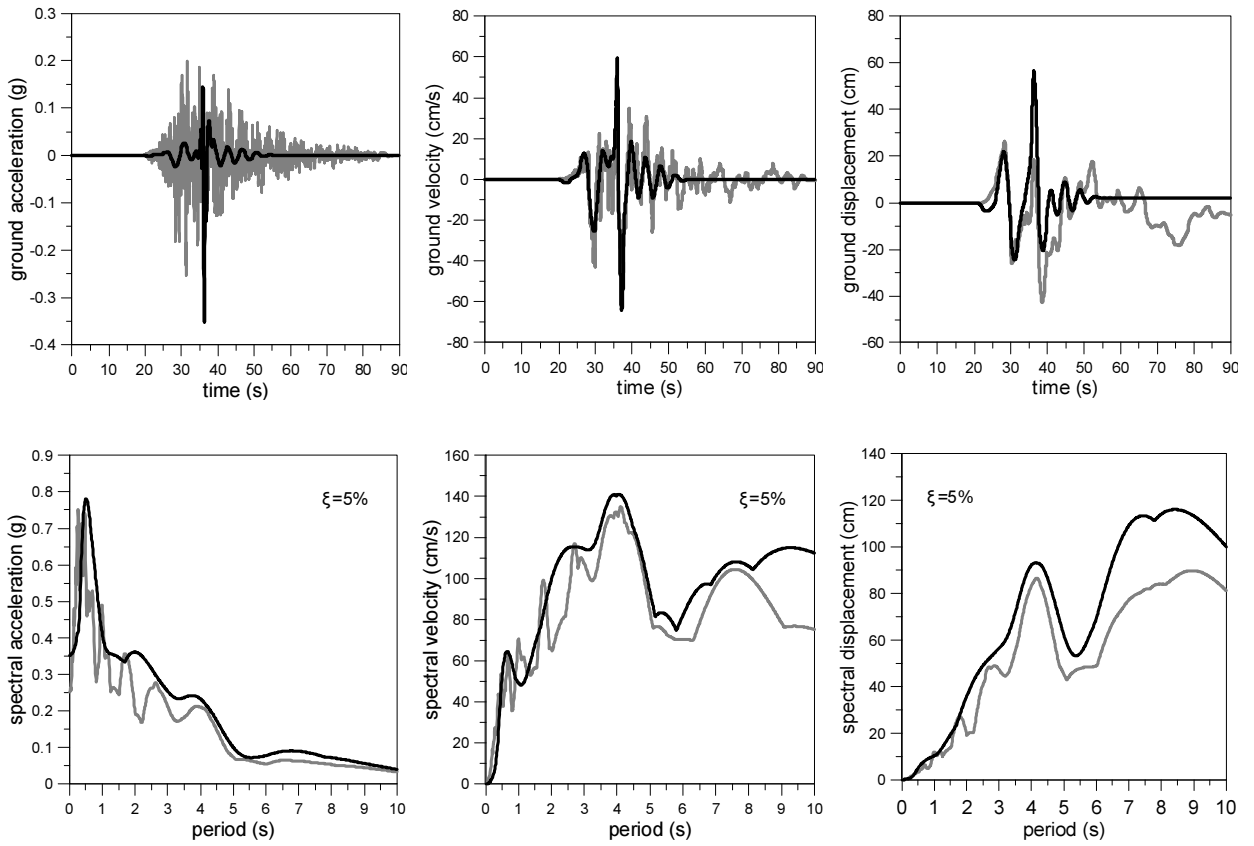 ground acceleration (g)
0.3
0.2
0.1
0
-0.1
-0.2
-0.3
-0.4
0 10 20 30 40 50 60 70 80 90
time (s)
ground velocity (cm/s)
80
60
40
20
0
-20
-40
-60
-80
0 10 20 30 40 50 60 70 80 90
time (s)
ground displacement (cm)
80
60
40
20
0
-20
-40
-60
0 10 20 30 40 50 60 70 80 90
time (s)
spectral acceleration (g)
0.9
0.8
0.7
0.6
0.5
0.4
0.3
0.2
0.1
0
ξ=5%
0 1 2 3 4 5 6 7 8 9 10
period (s)
spectral velocity (cm/s)
160
140
120
100
80
60
40
20
0
ξ=5%
0 1 2 3 4 5 6 7 8 9 10
period (s)
spectral displacement (cm)
140
120
100
80
60
40
20
0
ξ=5%
0 1 2 3 4 5 6 7 8 9 10
period (s)